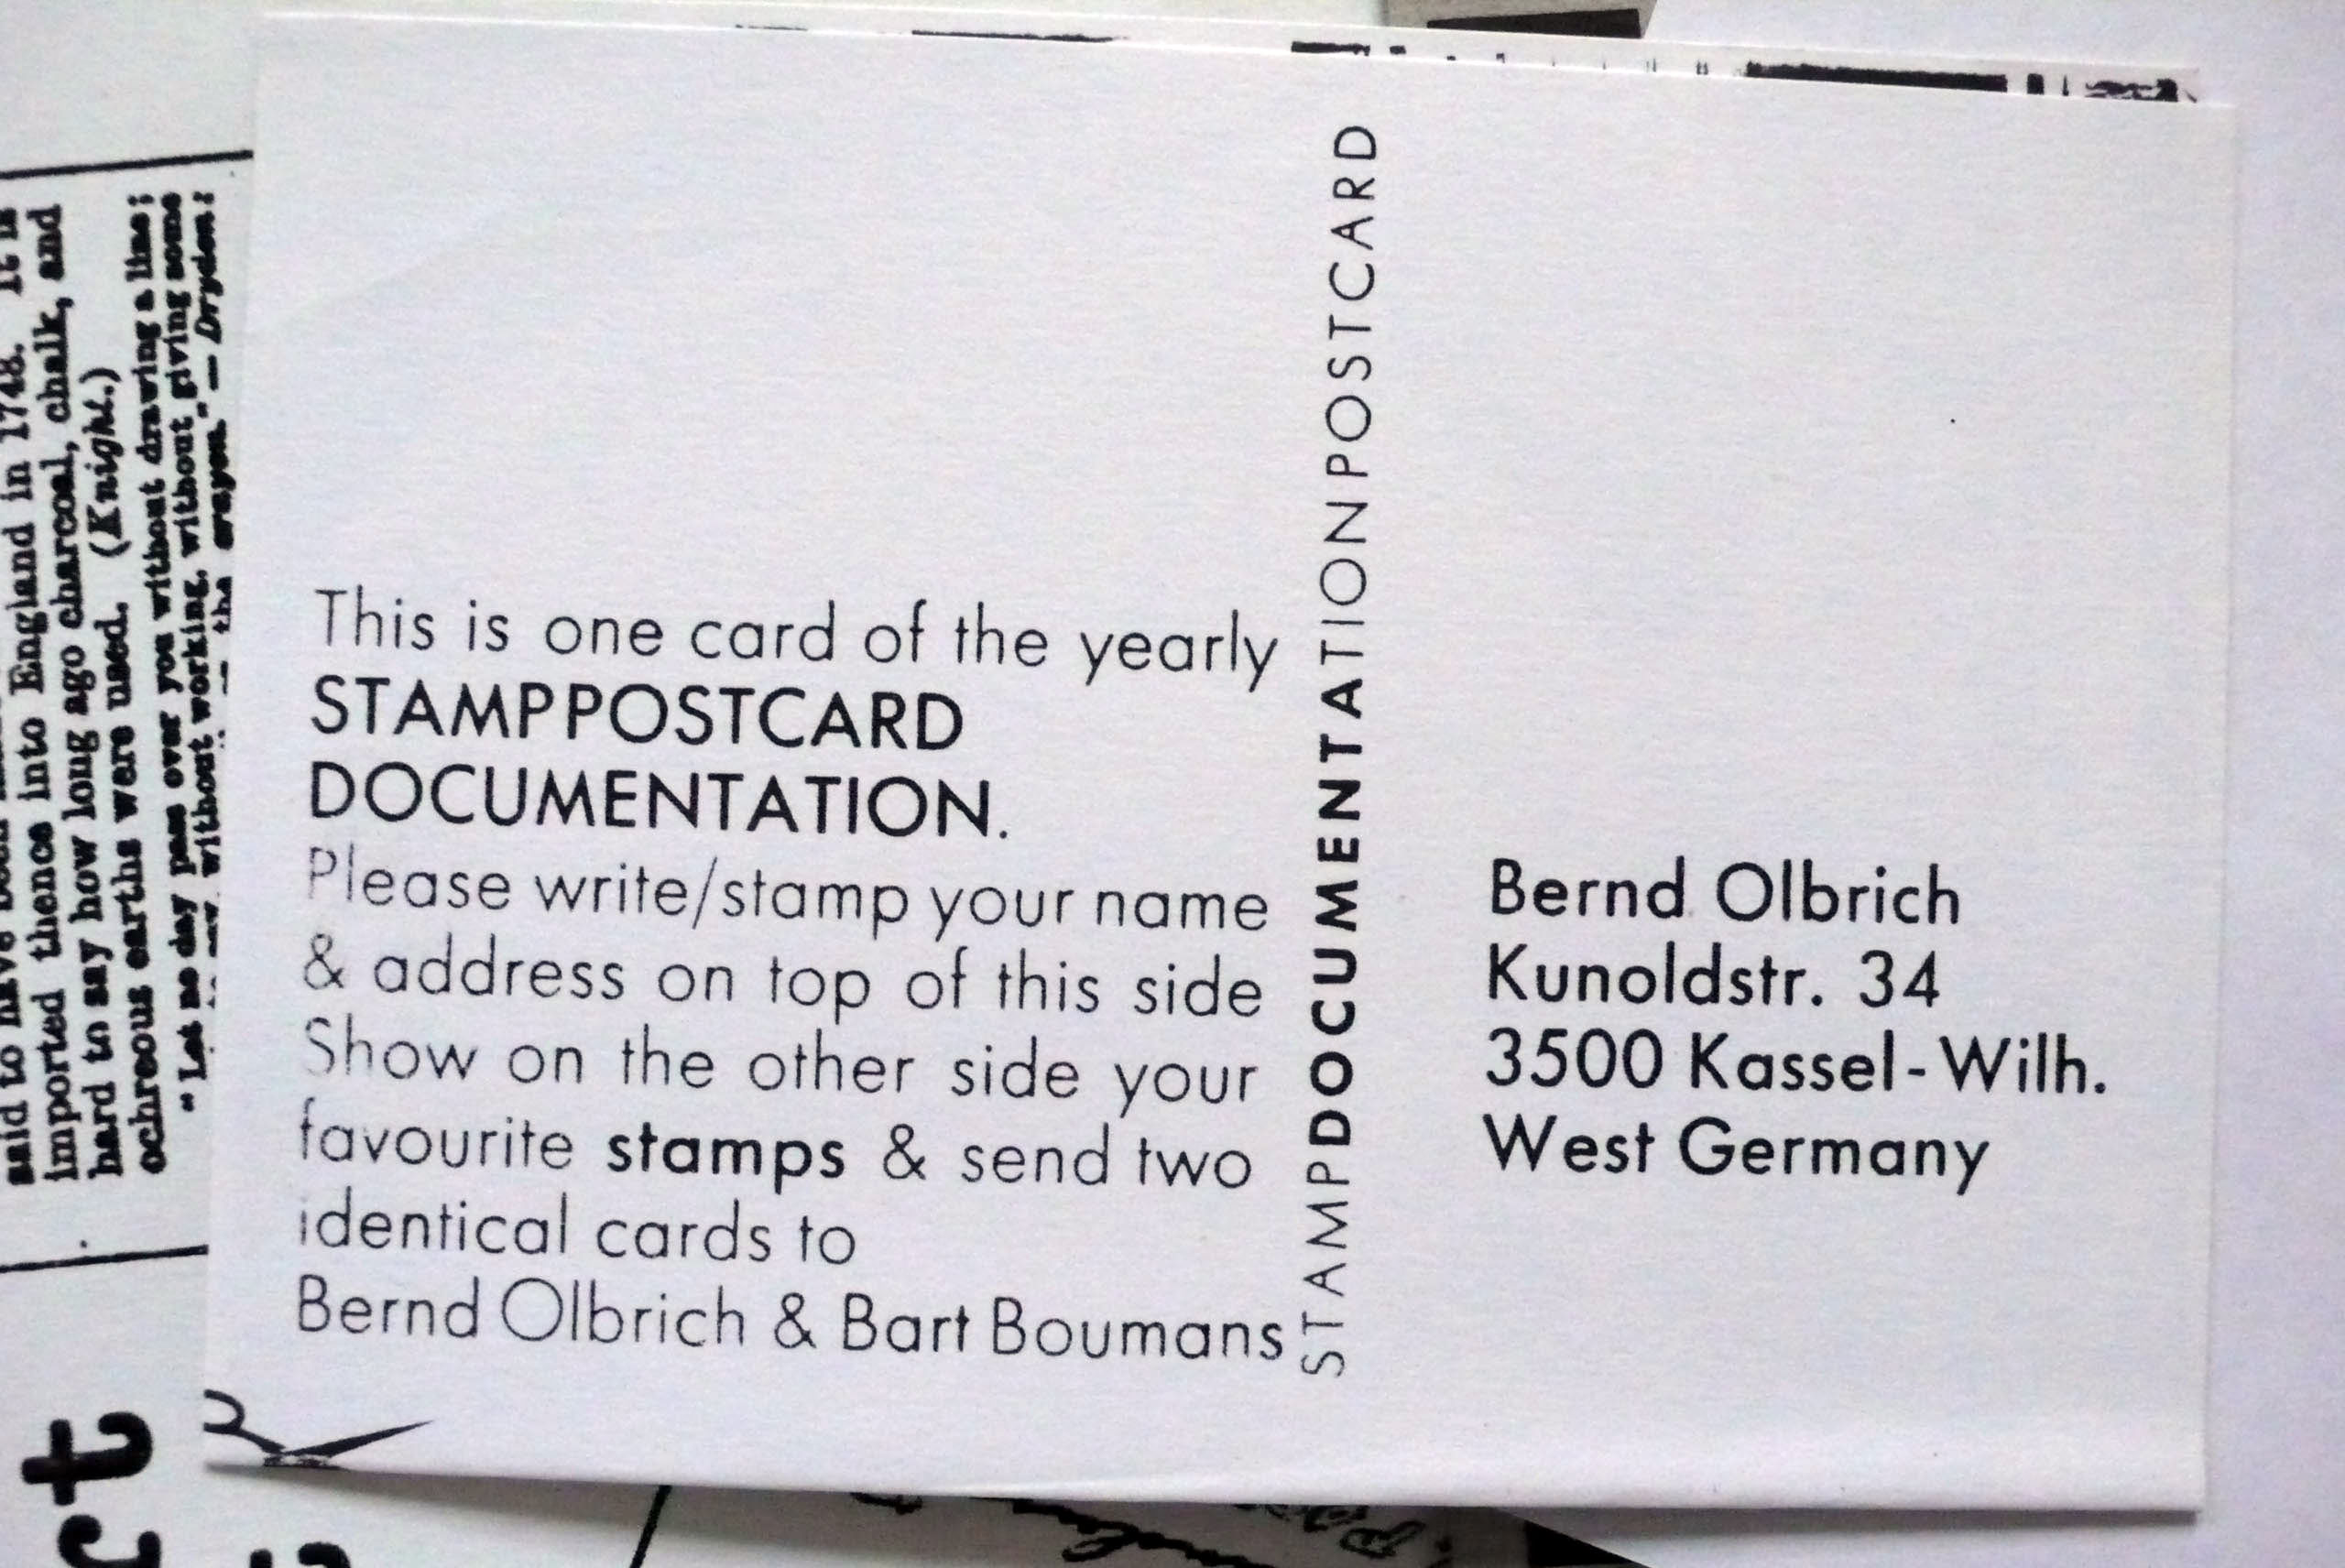 This is one card of the yearly
STAMPPOSTCARD
DOCUMENTATION.
Please write/stamp your name
& address on top of this side
Show on the other side your
favourite stamps & send two
identical cards to
Bernd Olbrich & Bart Boumans
STAMPDOCUMENTATIONPOSTCARD
Bernd Olbrich
Kunoldstr. 34
3500 Kassel-Wilh.
West Germany
said to have been
imported thence into England in 1748. It is
hard to say how long ago charcoal, chalk, and
ochreous earths were used. (Knight.)
"Let no day pass over you without drawing a line;
without working, without giving some
without the crayon."—Dryden:
t